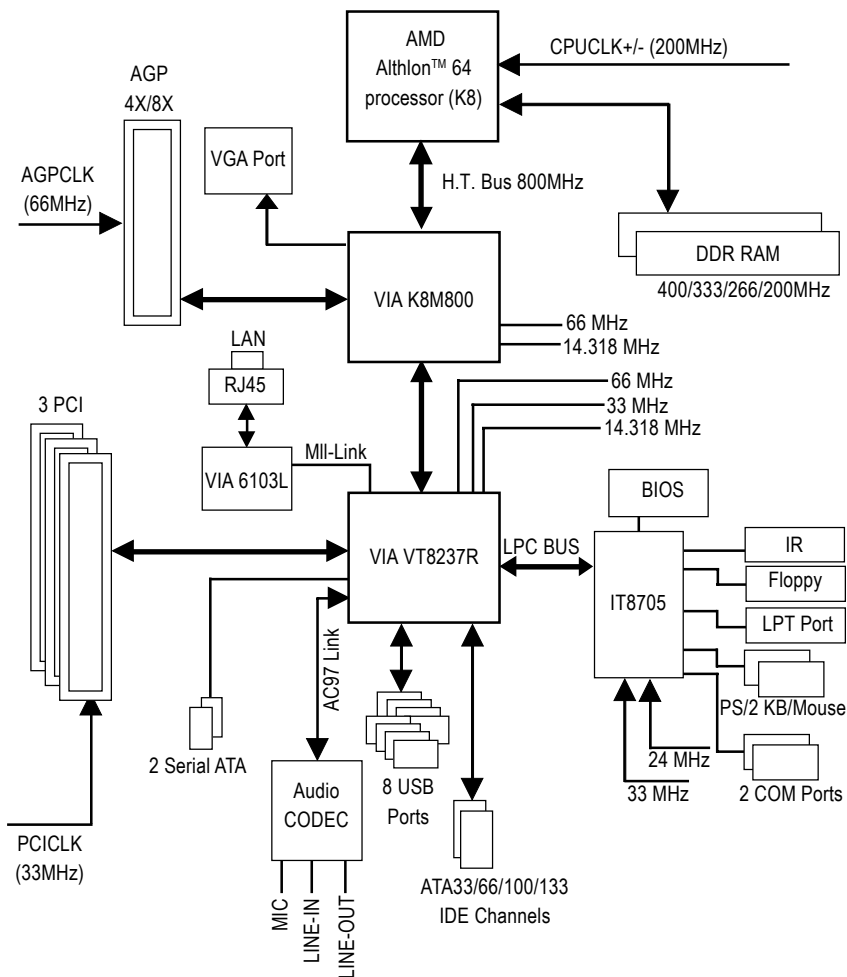 AMD
Althlon™ 64
processor (K8)
CPUCLK+/- (200MHz)
AGP
4X/8X
VGA Port
AGPCLK
(66MHz)
H.T. Bus 800MHz
DDR RAM
400/333/266/200MHz
VIA K8M800
66 MHz
14.318 MHz
LAN
RJ45
66 MHz
33 MHz
14.318 MHz
3 PCI
MII-Link
VIA 6103L
BIOS
VIA VT8237R
LPC BUS
IR
Floppy
IT8705
LPT Port
AC97 Link
PS/2 KB/Mouse
2 Serial ATA
24 MHz
33 MHz
2 COM Ports
8 USB
Ports
Audio
CODEC
PCICLK
(33MHz)
ATA33/66/100/133
IDE Channels
MIC
LINE-IN
LINE-OUT